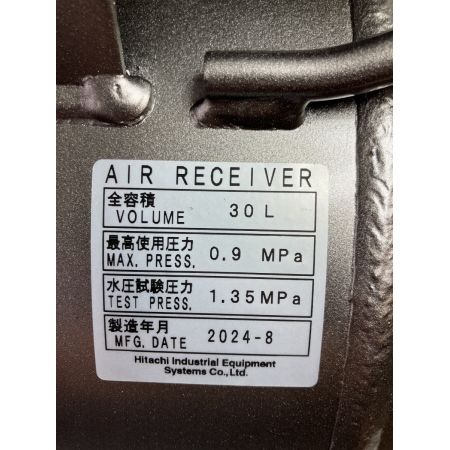 AIR RECEIVER
全容積
VOLUME 30 L
最高使用圧力
MAX. PRESS. 0.9 MPa
水圧試験圧力
TEST PRESS. 1.35MPa
製造年月
MFG. DATE 2024-8
Hitachi Industrial Equipment
Systems Co., Ltd.